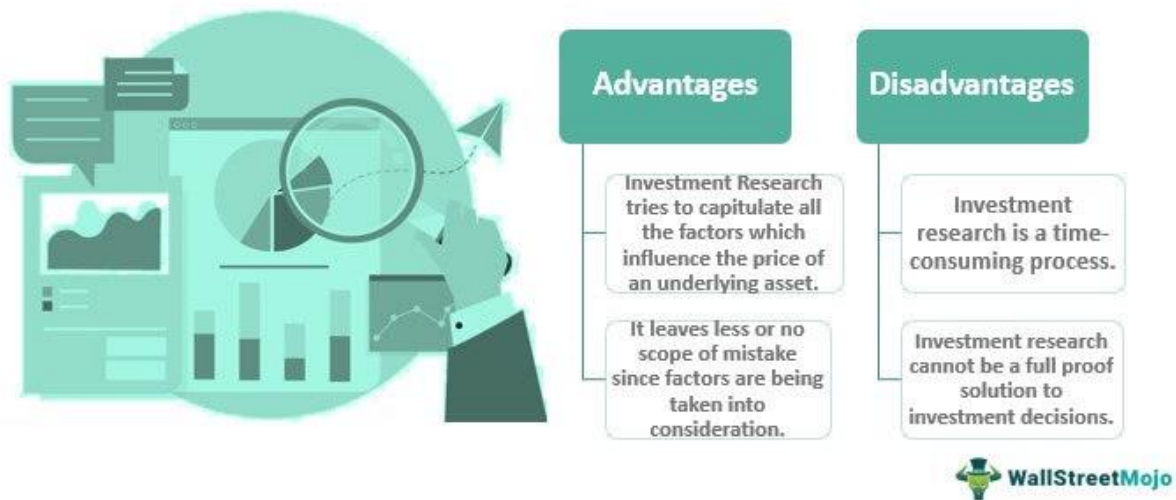 Advantages
Investment Research
tries to capitulate all
the factors which
influence the price of
an underlying asset.
It leaves less or no
scope of mistake
since factors are being
taken into
consideration.
Disadvantages
Investment
research is a time-
consuming process.
Investment research
cannot be a full proof
solution to
investment decisions.
WallStreetMojo